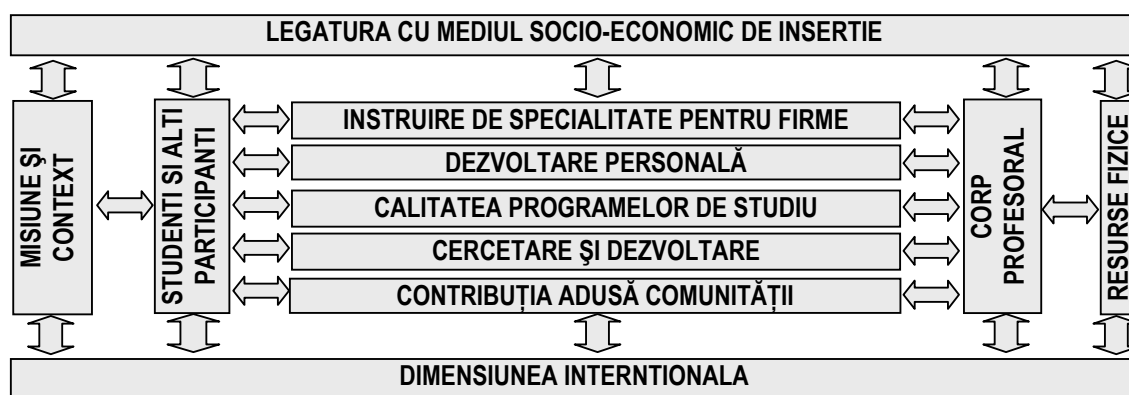 LEGATURA CU MEDIUL SOCIO-ECONOMIC DE INSERTIE
MISIUNE ŞI
CONTEXT
STUDENTI SI ALTI
PARTICIPANTI
INSTRUIRE DE SPECIALITATE PENTRU FIRME
DEZVOLTARE PERSONALĂ
CALITATEA PROGRAMELOR DE STUDIU
CERCETARE ŞI DEZVOLTARE
CONTRIBUȚIA ADUSĂ COMUNITĂȚII
CORP
PROFESORAL
RESURSE FIZICE
DIMENSIUNEA INTERNTIONALA